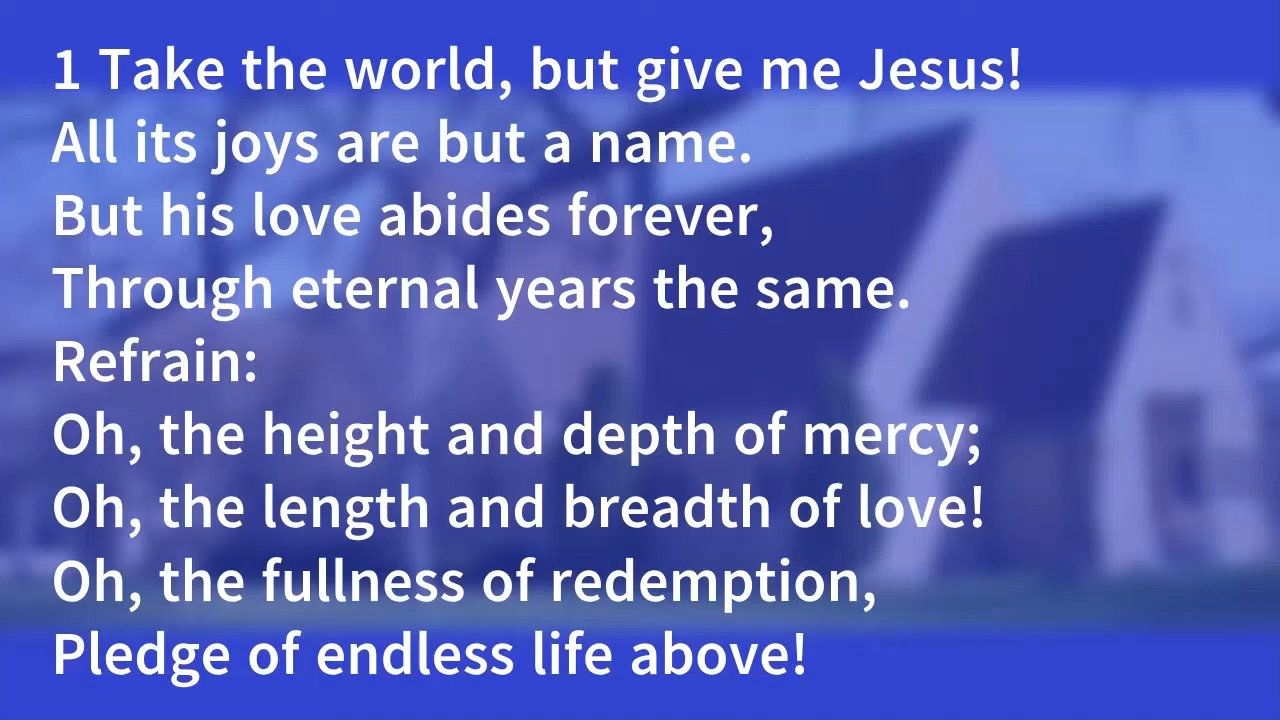 1 Take the world, but give me Jesus!
All its joys are but a name.
But his love abides forever,
Through eternal years the same.
Refrain:
Oh, the height and depth of mercy;
Oh, the length and breadth of love!
Oh, the fullness of redemption,
Pledge of endless life above!